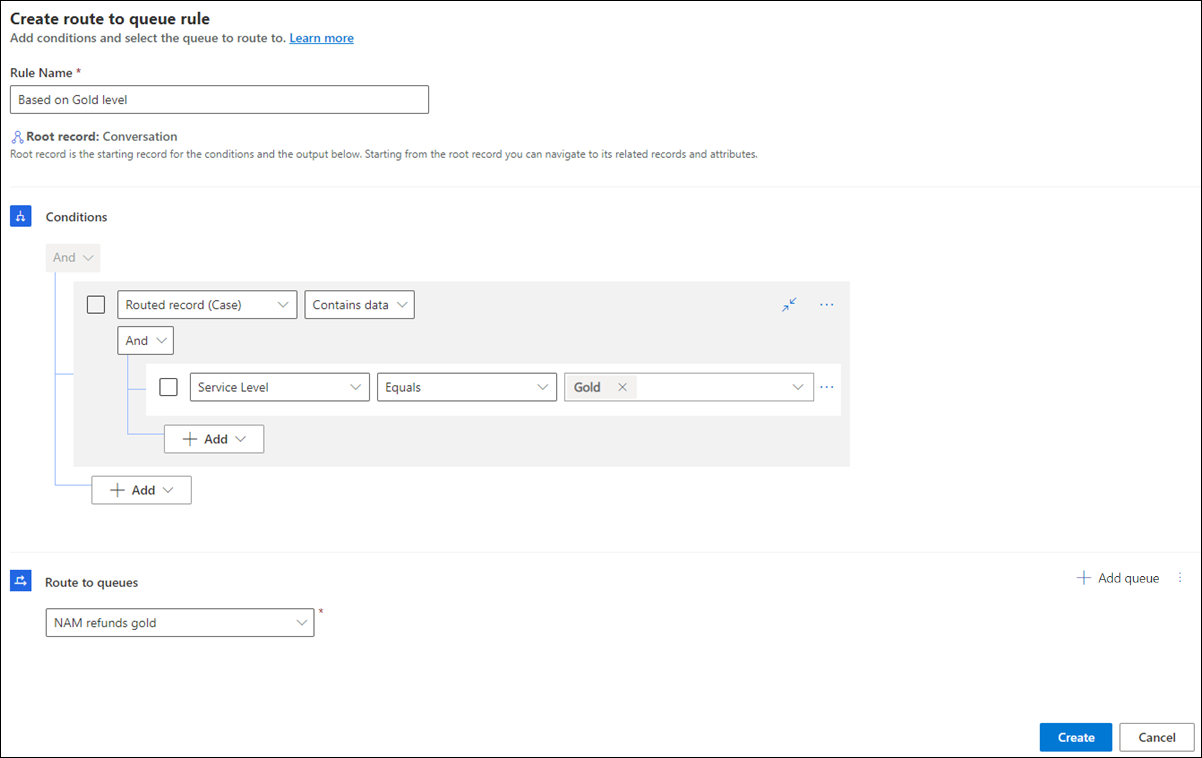 Create route to queue rule
Add conditions and select the queue to route to. Learn more
Rule Name *
Based on Gold level
Root record: Conversation
Root record is the starting record for the conditions and the output below. Starting from the root record you can navigate to its related records and attributes.
Conditions
And
Routed record (Case) Contains data
And
Service Level Equals Gold
Add
Add
Route to queues Add queue
NAM refunds gold *
Create Cancel